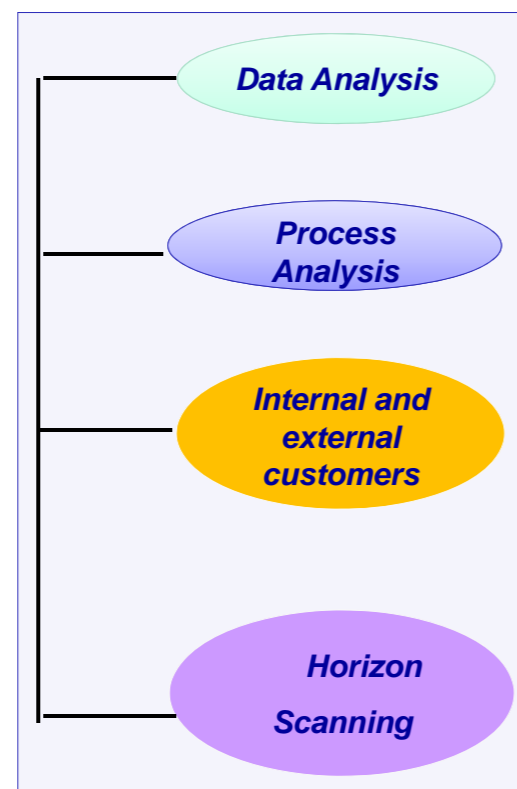 Data Analysis
Process
Analysis
Internal and
external
customers
Horizon
Scanning